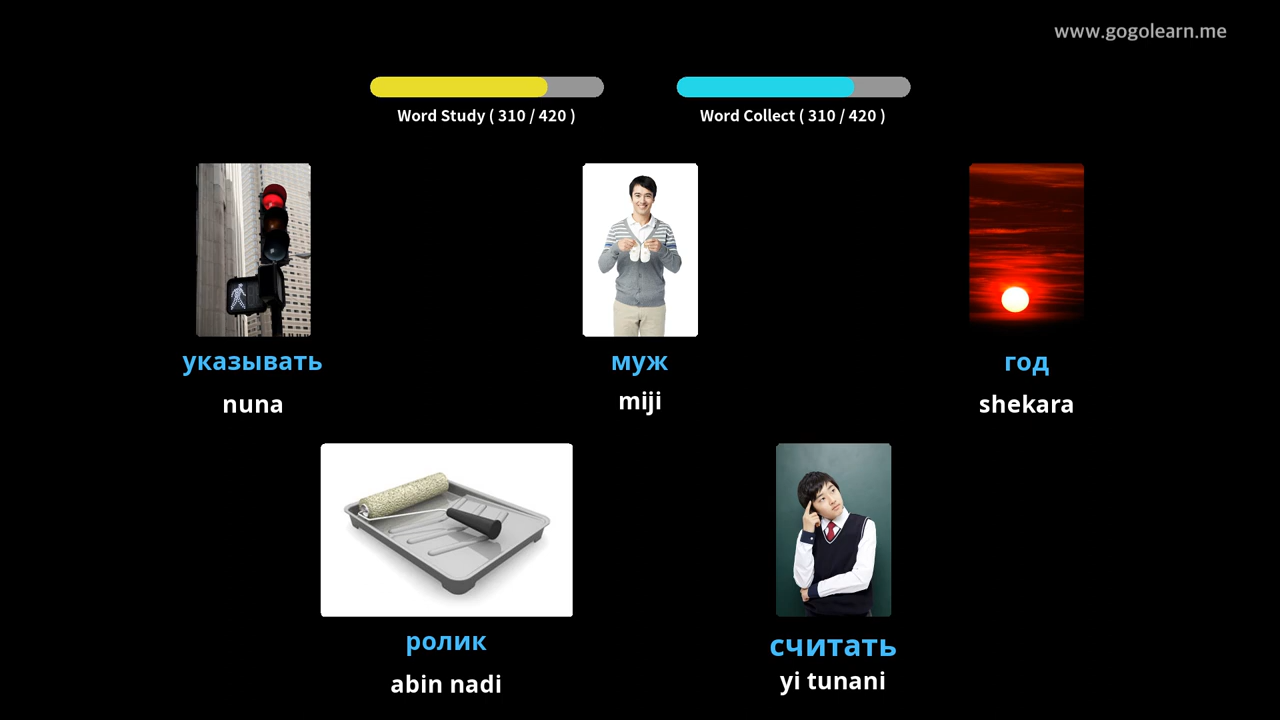 www.gogolearn.me
Word Study ( 310 / 420 )
Word Collect ( 310 / 420 )
указывать
nuna
муж
miji
год
shekara
ролик
abin nadi
считать
yi tunani